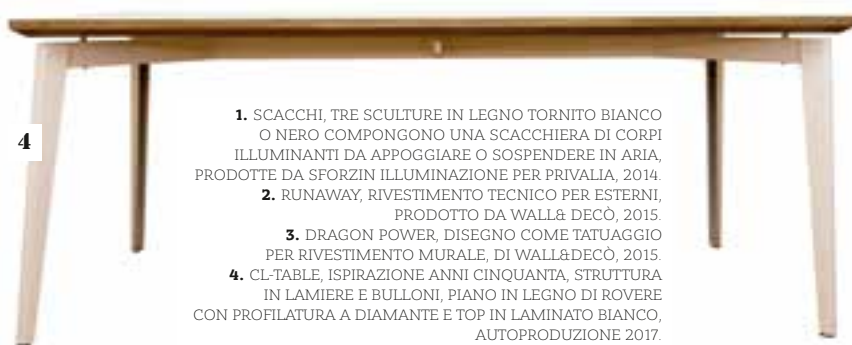 4
1. SCACCHI, TRE SCULTURE IN LEGNO TORNITO BIANCO
O NERO COMPONGONO UNA SCACCHIERA DI CORPI
ILLUMINANTI DA APPOGGIARE O SOSPENDERE IN ARIA,
PRODOTTE DA SFORZIN ILLUMINAZIONE PER PRIVALIA, 2014.
2. RUNAWAY, RIVESTIMENTO TECNICO PER ESTERNI,
PRODOTTO DA WALL& DECÒ, 2015.
3. DRAGON POWER, DISEGNO COME TATUAGGIO
PER RIVESTIMENTO MURALE, DI WALL&DECÒ, 2015.
4. CL-TABLE, ISPIRAZIONE ANNI CINQUANTA, STRUTTURA
IN LAMIERE E BULLONI, PIANO IN LEGNO DI ROVERE
CON PROFILATURA A DIAMANTE E TOP IN LAMINATO BIANCO,
AUTOPRODUZIONE 2017.